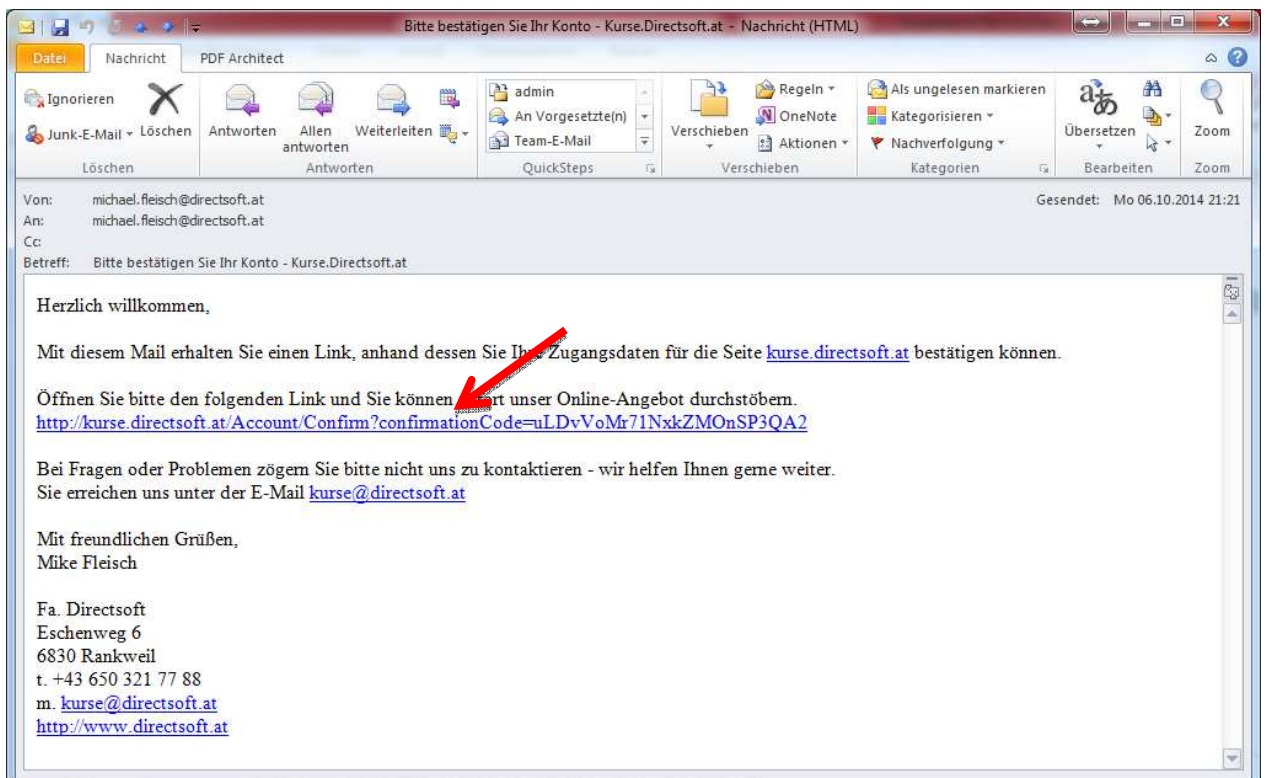 Bitte bestätigen Sie Ihr Konto - Kurse.Directsoft.at - Nachricht (HTML)
Datei Nachricht PDF Architect
Ignorieren
Junk-E-Mail
Löschen
Antworten
Allen antworten
Weiterleiten
admin
An Vorgesetzte(n)
Team-E-Mail
Verschieben
Regeln
OneNote
Aktionen
Als ungelesen markieren
Kategorisieren
Nachverfolgung
Übersetzen
Zoom
Löschen Antworten QuickSteps Verschieben Kategorien Bearbeiten Zoom
Von: michael.fleisch@directsoft.at Gesendet: Mo 06.10.2014 21:21
An: michael.fleisch@directsoft.at
Cc:
Betreff: Bitte bestätigen Sie Ihr Konto - Kurse.Directsoft.at
Herzlich willkommen,
Mit diesem Mail erhalten Sie einen Link, anhand dessen Sie Ihre Zugangsdaten für die Seite kurse.directsoft.at bestätigen können.
Öffnen Sie bitte den folgenden Link und Sie können unser Online-Angebot durchstöbern.
http://kurse.directsoft.at/Account/Confirm?confirmationCode=uLDvVoMr71NxkZMOnSP3QA2
Bei Fragen oder Problemen zögern Sie bitte nicht uns zu kontaktieren - wir helfen Ihnen gerne weiter.
Sie erreichen uns unter der E-Mail kurse@directsoft.at
Mit freundlichen Grüßen,
Mike Fleisch
Fa. Directsoft
Eschenweg 6
6830 Rankweil
t. +43 650 321 77 88
m. kurse@directsoft.at
http://www.directsoft.at